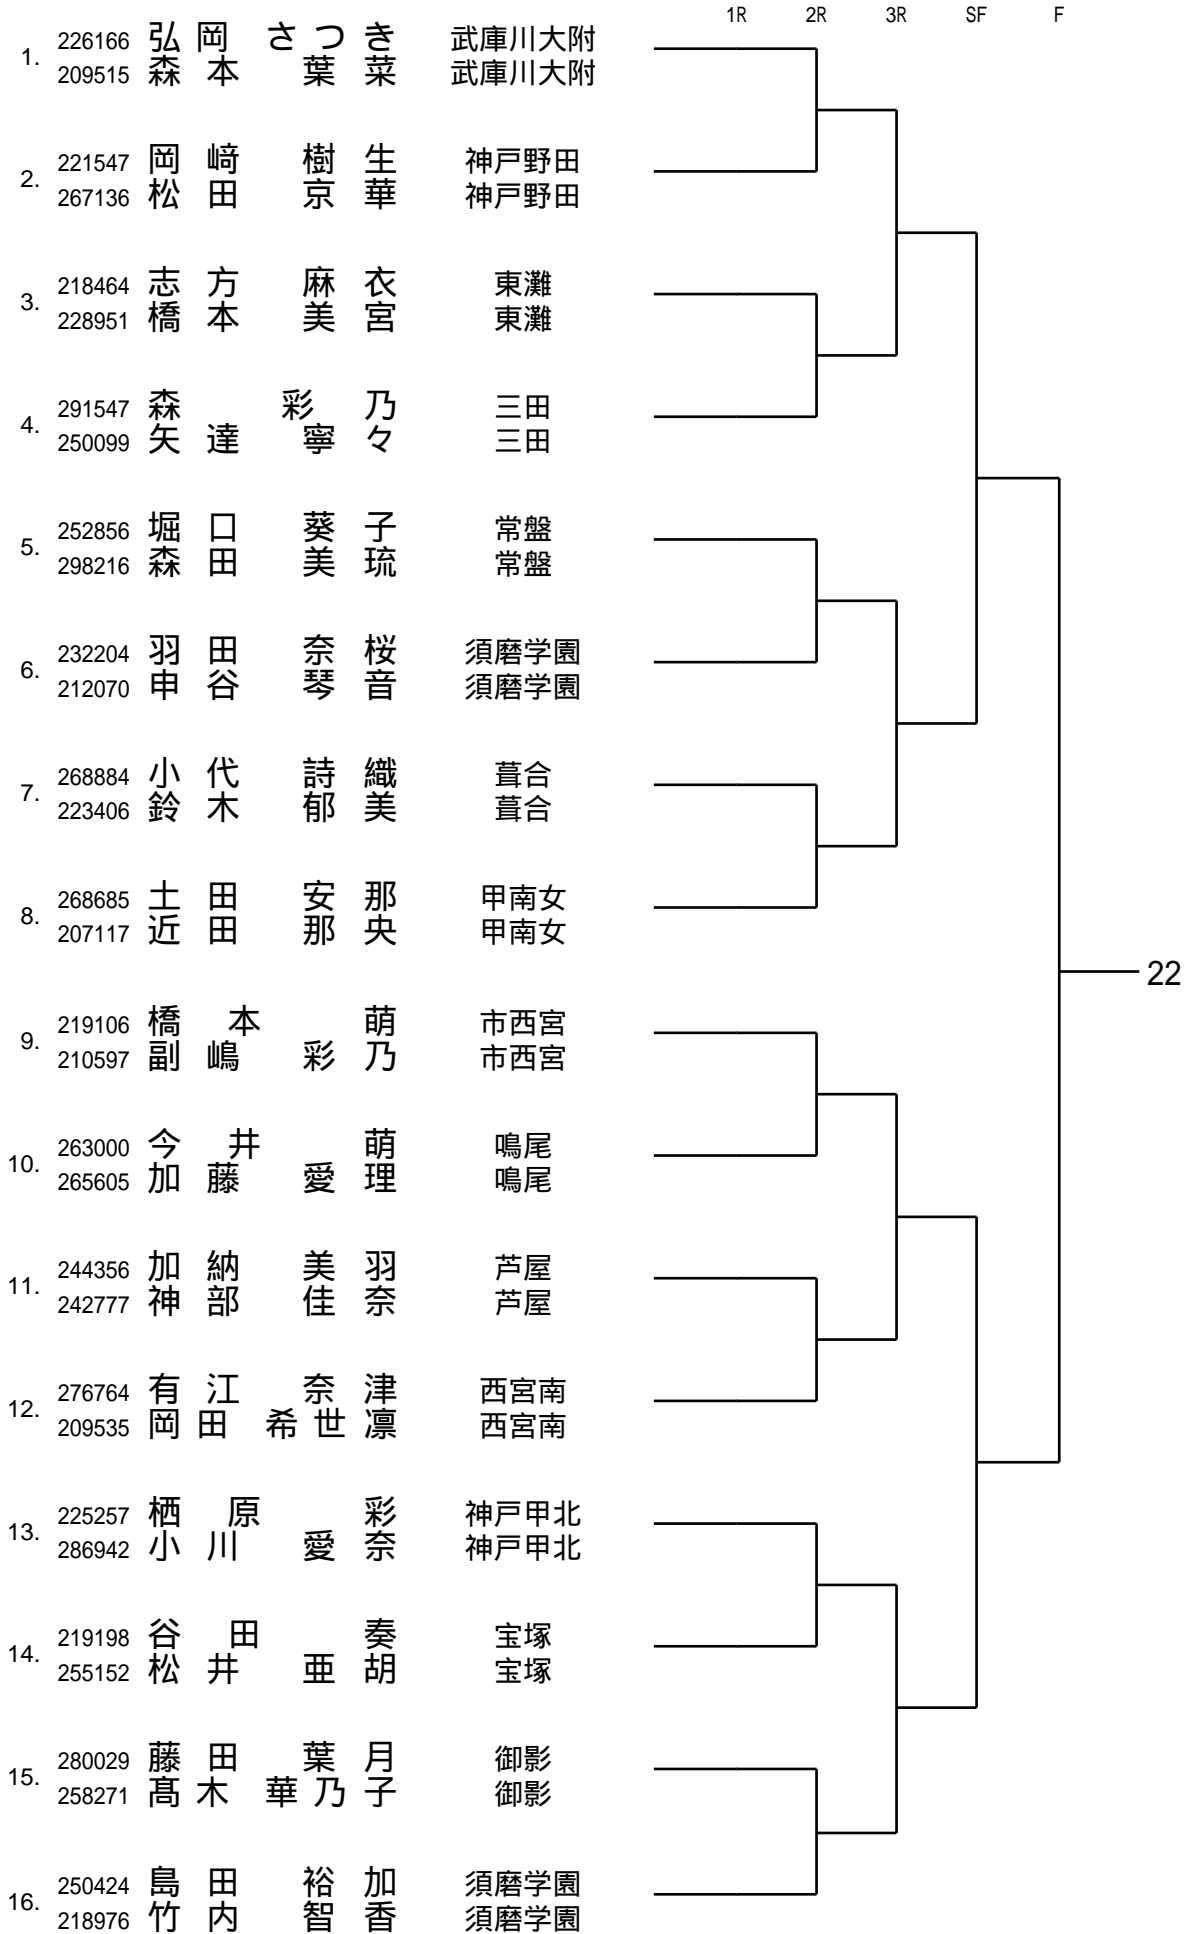 1R 2R 3R SF F
1. 226166 弘岡 さつき 武庫川大附
209515 森本 葉菜 武庫川大附
2. 221547 岡﨑 樹生 神戸野田
267136 松田 京華 神戸野田
3. 218464 志方 麻衣 東灘
228951 橋本 美宮 東灘
4. 291547 森 彩乃 三田
250099 矢達 寧々 三田
5. 252856 堀口 葵子 常盤
298216 森田 美琉 常盤
6. 232204 羽田 奈桜 須磨学園
212070 申谷 琴音 須磨学園
7. 268884 小代 詩織 葺合
223406 鈴木 郁美 葺合
8. 268685 土田 安那 甲南女
207117 近田 那央 甲南女
22
9. 219106 橋本 萌 市西宮
210597 副嶋 彩乃 市西宮
10. 263000 今井 萌 鳴尾
265605 加藤 愛理 鳴尾
11. 244356 加納 美羽 芦屋
242777 神部 佳奈 芦屋
12. 276764 有江 奈津 西宮南
209535 岡田 希世凛 西宮南
13. 225257 栖原 彩 神戸甲北
286942 小川 愛奈 神戸甲北
14. 219198 谷田 奏 宝塚
255152 松井 亜胡 宝塚
15. 280029 藤田 葉月 御影
258271 髙木 華乃子 御影
16. 250424 島田 裕加 須磨学園
218976 竹内 智香 須磨学園